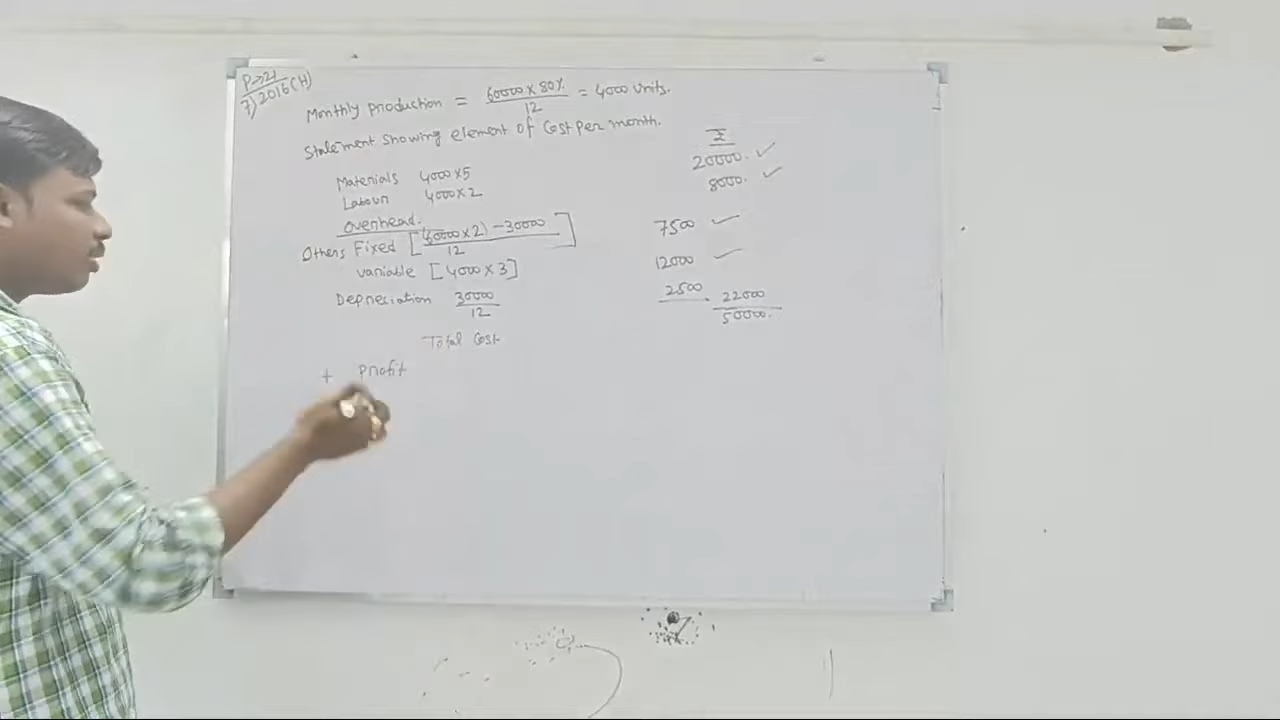 P-21
7) 2016(H)
Monthly production = 60000 × 80% / 12 = 4000 units.
Statement showing element of Cost Per month.
₹
Materials 4000×5 20000.
Labour 4000×2 8000.
Overhead.
Others Fixed [(60000×2) - 30000 / 12] 7500
variable [4000×3] 12000
Depreciation 30000 / 12 2500 22000
Total Cost 50000.
+ Profit